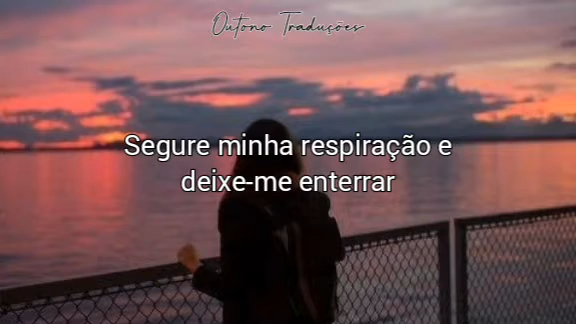 Outono Traduções
Segure minha respiração e
deixe-me enterrar